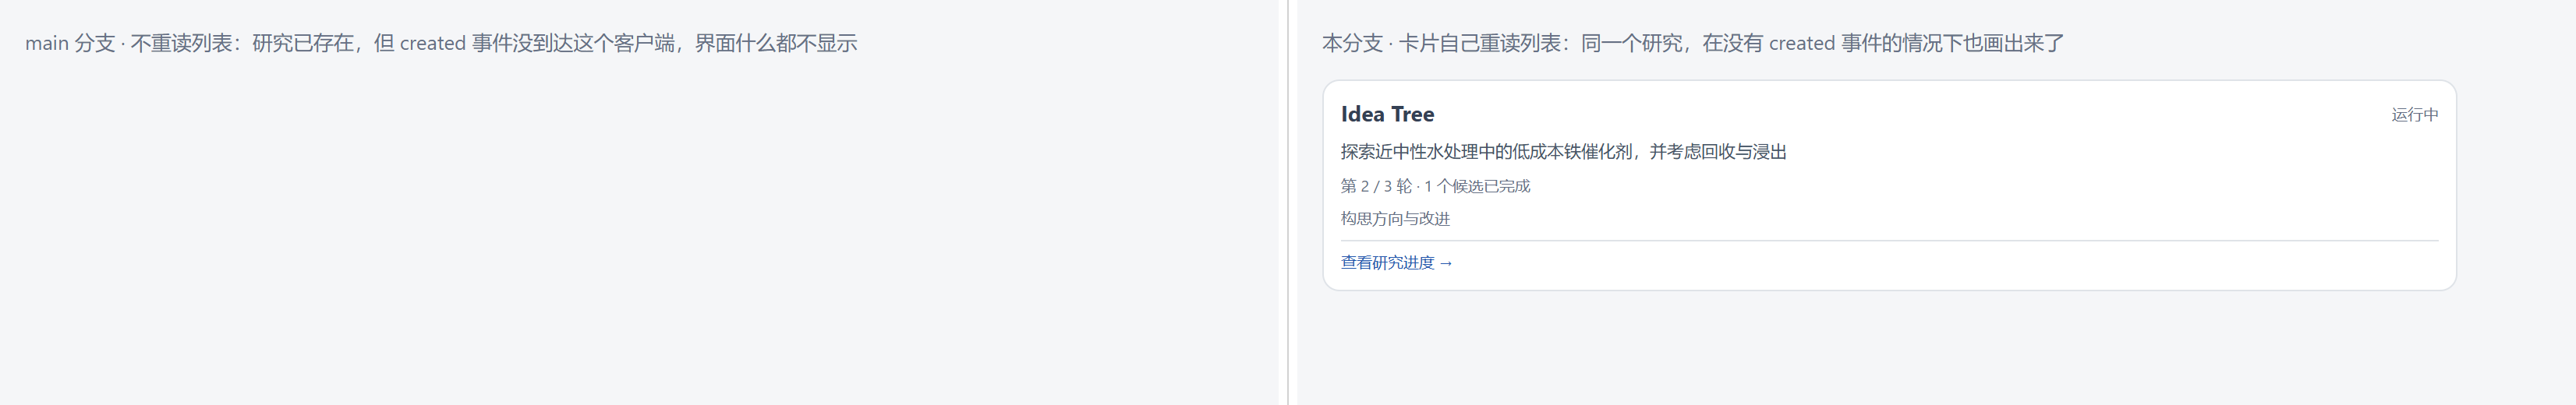 main 分支 · 不重读列表：研究已存在，但 created 事件没到达这个客户端，界面什么都不显示
本分支 · 卡片自己重读列表：同一个研究，在没有 created 事件的情况下也画出来了
Idea Tree
运行中
探索近中性水处理中的低成本铁催化剂，并考虑回收与浸出
第 2 / 3 轮 · 1 个候选已完成
构思方向与改进
查看研究进度 →